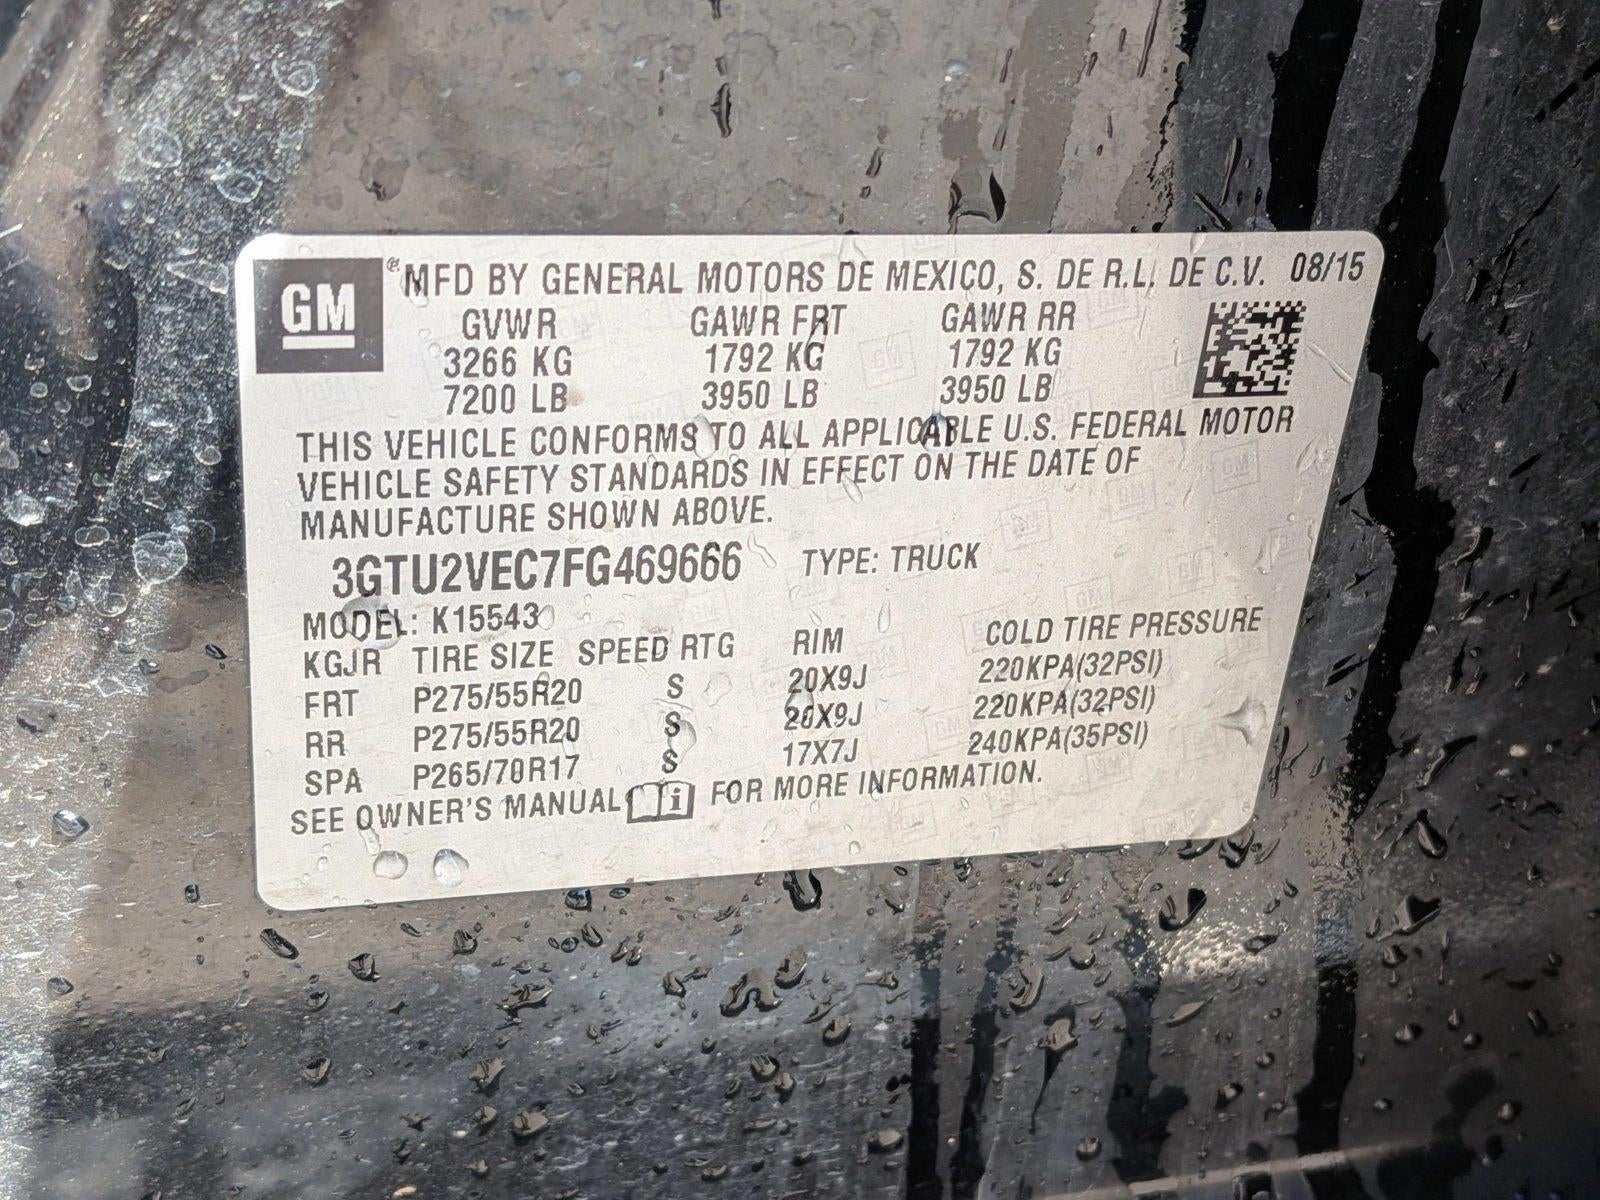 GM ® MFD BY GENERAL MOTORS DE MEXICO, S. DE R.L. DE C.V. 08/15
GVWR GAWR FRT GAWR RR
3266 KG 1792 KG 1792 KG
7200 LB 3950 LB 3950 LB
THIS VEHICLE CONFORMS TO ALL APPLICABLE U.S. FEDERAL MOTOR
VEHICLE SAFETY STANDARDS IN EFFECT ON THE DATE OF
MANUFACTURE SHOWN ABOVE.
3GTU2VEC7FG469666 TYPE: TRUCK
MODEL: K15543
KGJR TIRE SIZE SPEED RTG RIM COLD TIRE PRESSURE
FRT P275/55R20 S 20X9J 220KPA(32PSI)
RR P275/55R20 S 20X9J 220KPA(32PSI)
SPA P265/70R17 S 17X7J 240KPA(35PSI)
SEE OWNER'S MANUAL i FOR MORE INFORMATION.